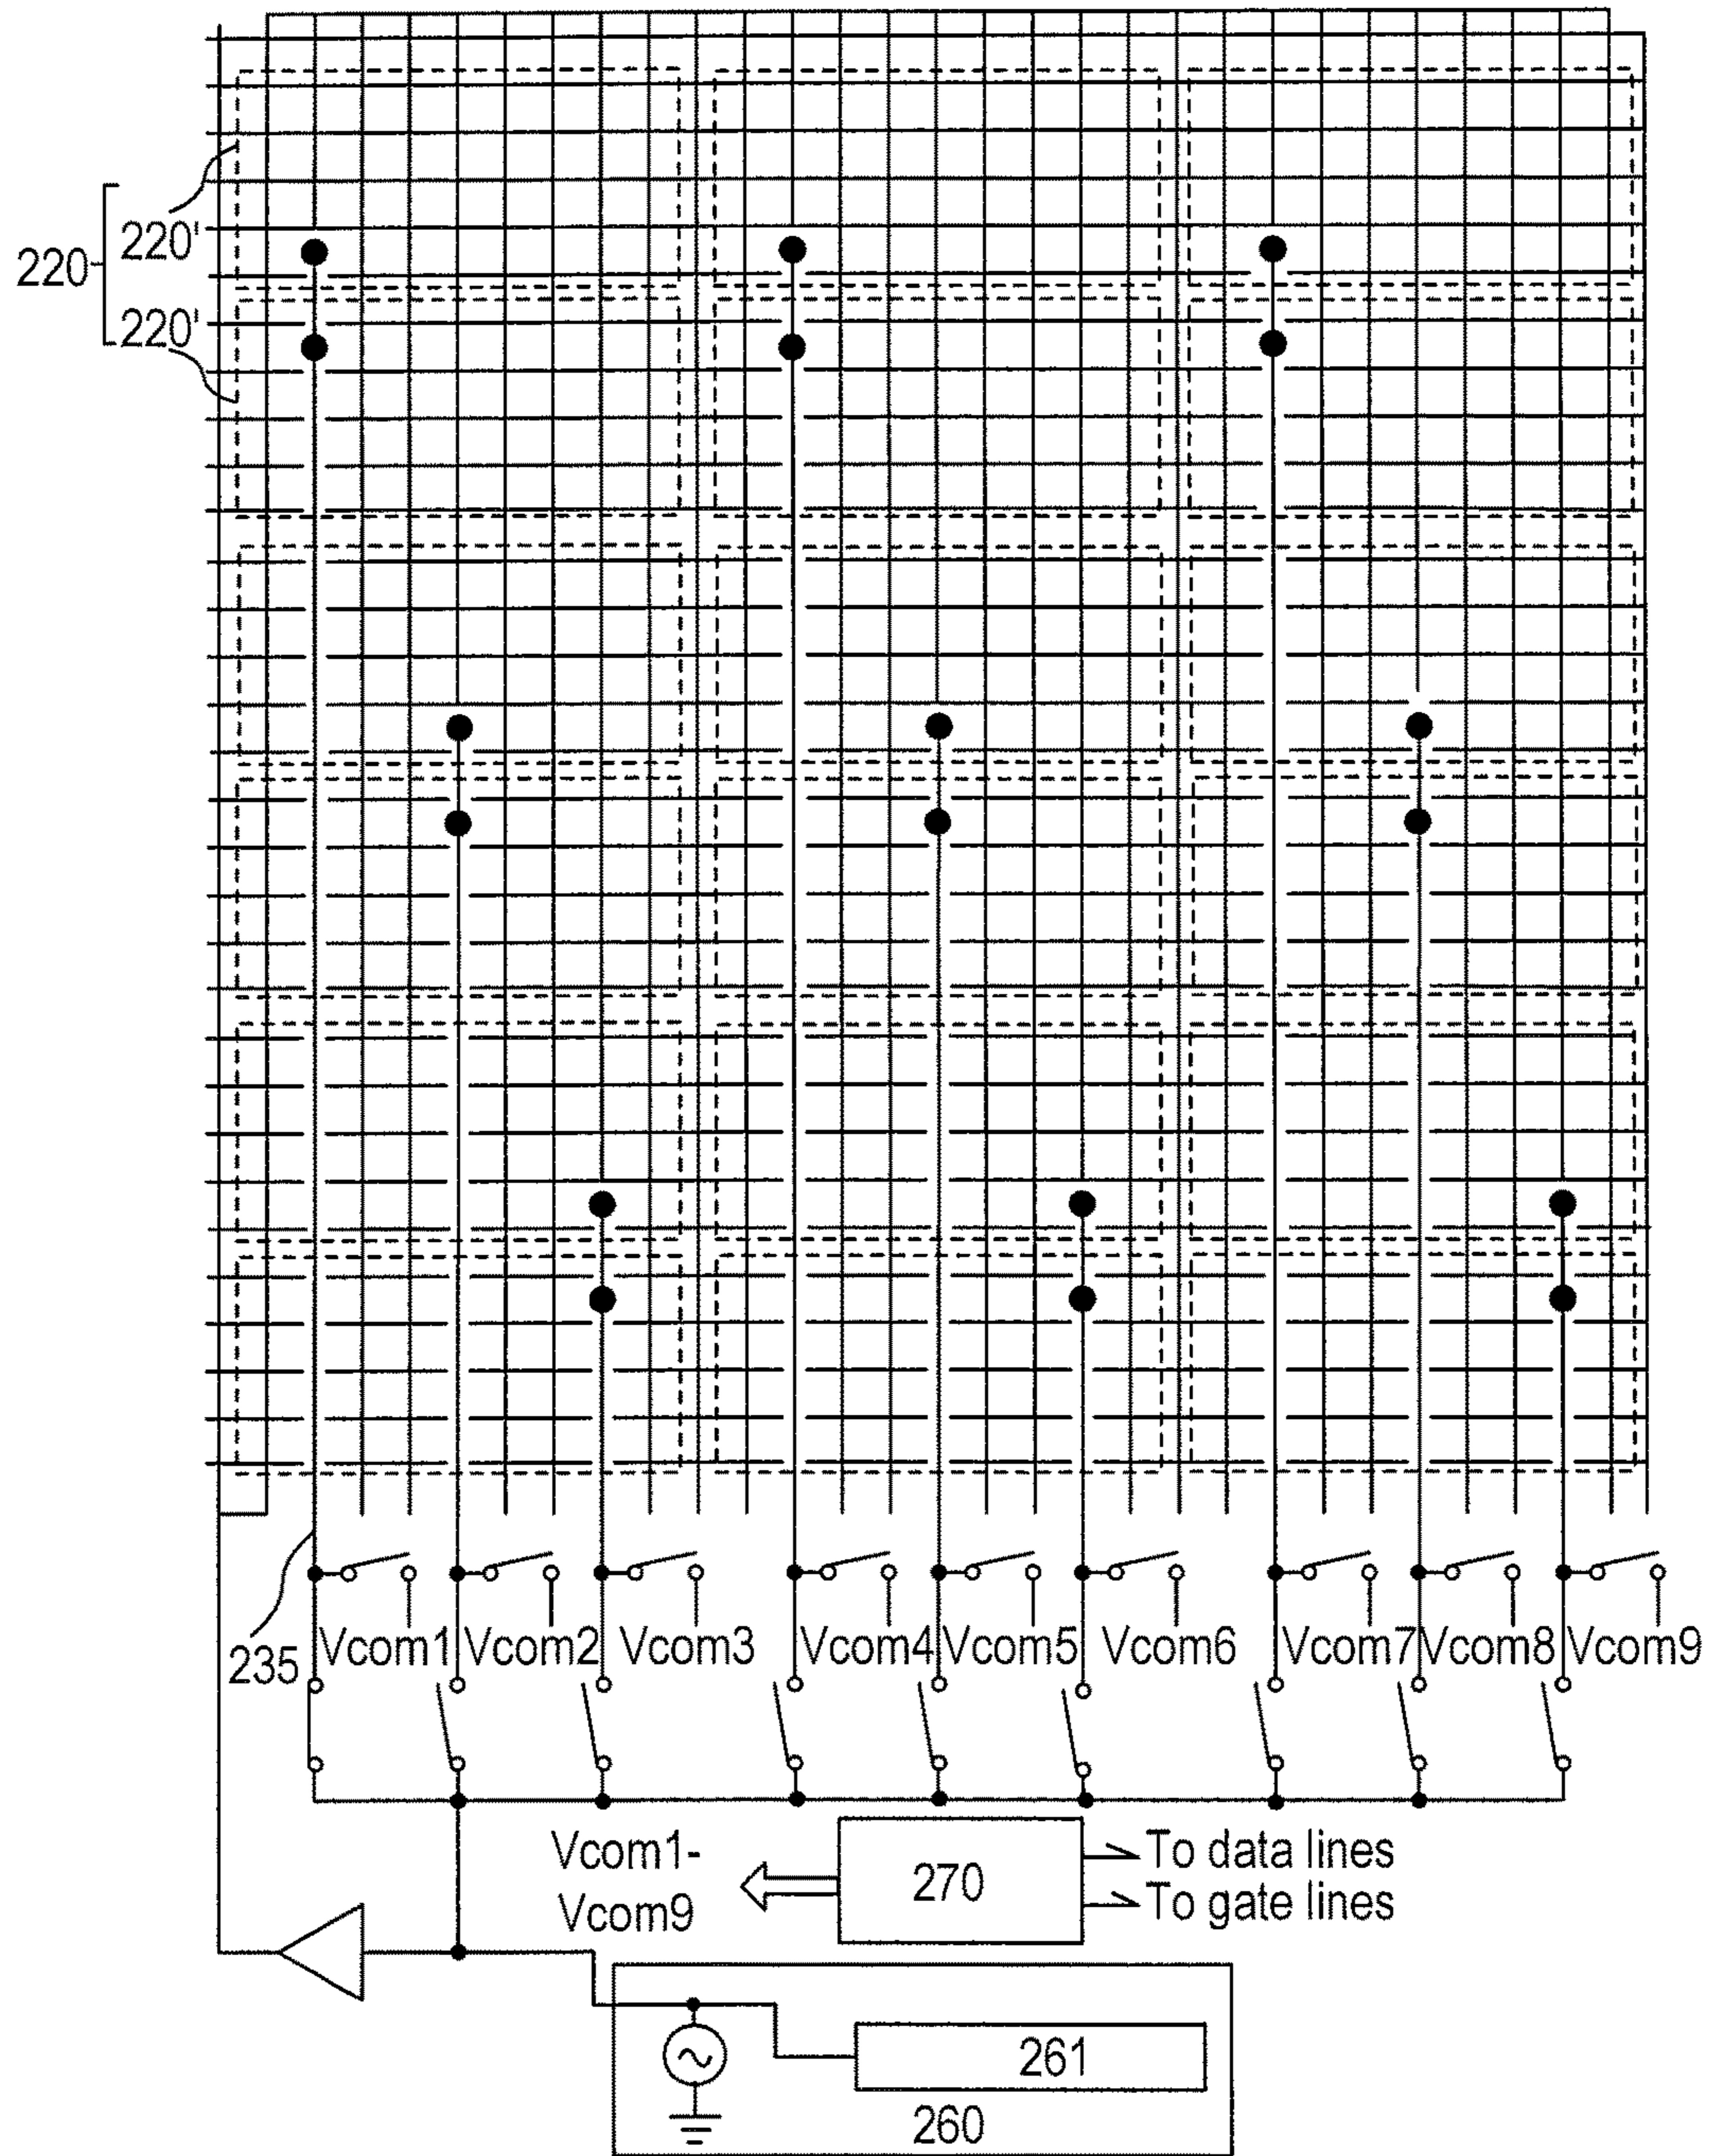 220'
220
220'
235
Vcom1 Vcom2 Vcom3 Vcom4 Vcom5 Vcom6 Vcom7 Vcom8 Vcom9
Vcom1-
Vcom9
270
To data lines
To gate lines
261
260